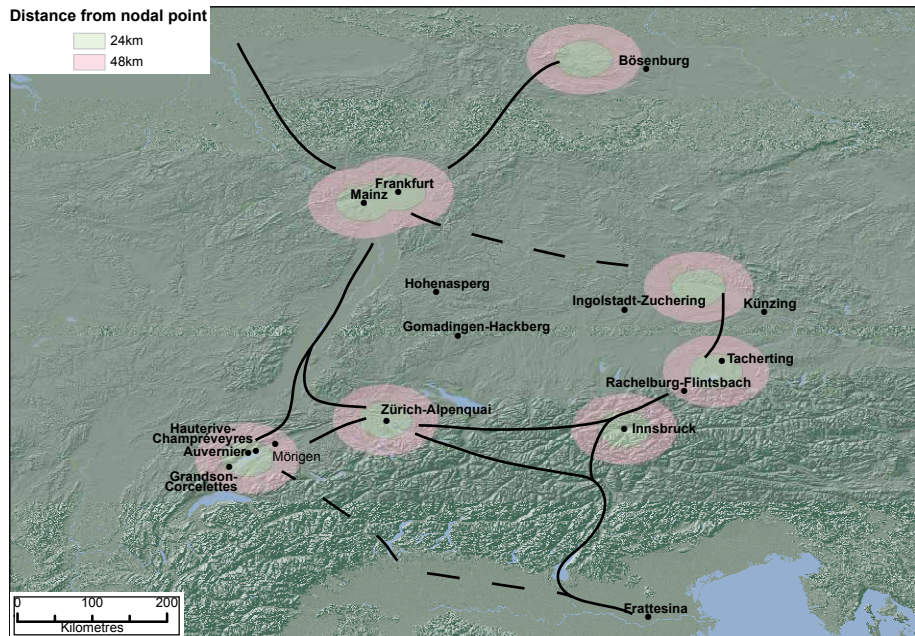 Distance from nodal point
24km
48km
Bösenburg
Frankfurt
Mainz
Hohenasperg
Ingolstadt-Zuchering
Künzing
Gomadingen-Hackberg
Tacherting
Rachelburg-Flintsbach
Zürich-Alpenquai
Hauterive-
Champréveyres
Innsbruck
Auvernier
Mörigen
Grandson-
Corcelettes
0 100 200
Kilometres
Frattesina